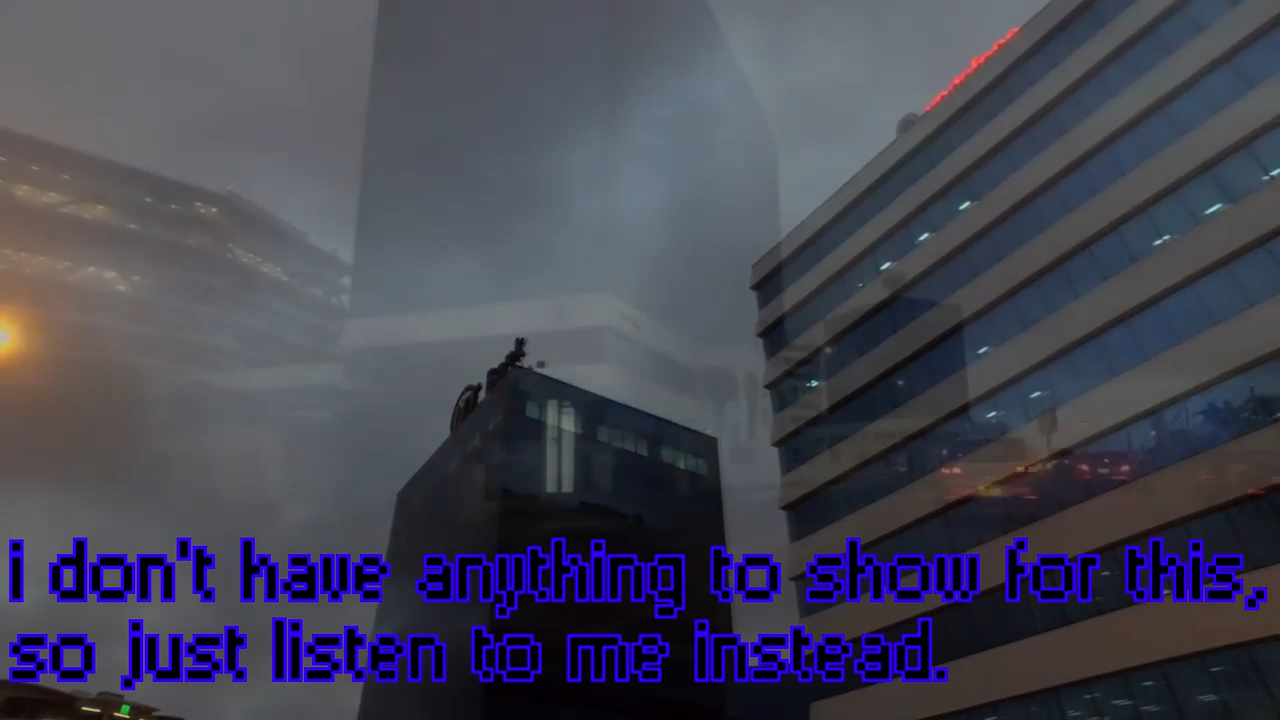 i don't have anything to show for this,
so just listen to me instead.